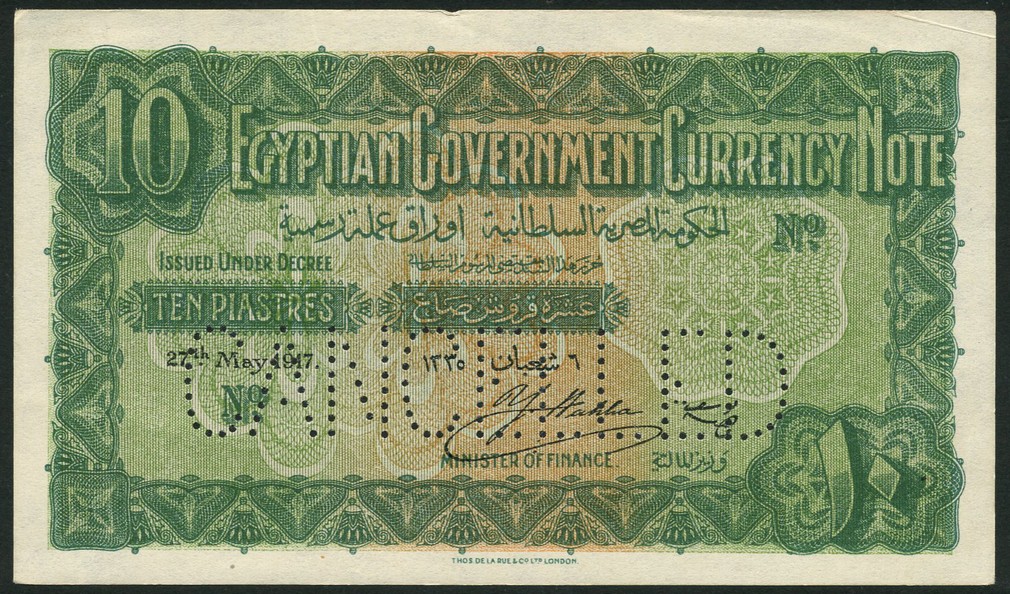 10
EGYPTIAN GOVERNMENT CURRENCY NOTE
الحكومة المصرية السلطانية أوراق عملة رسمية
No.
ISSUED UNDER DECREE
TEN PIASTRES
عشرة قروش صاغ
27th May 1917.
٦ شعبان ١٣٣٥
No.
CANCELLED
MINISTER OF FINANCE.
وزير المالية
١٠
THOS. DE LA RUE & CO. LTD. LONDON.